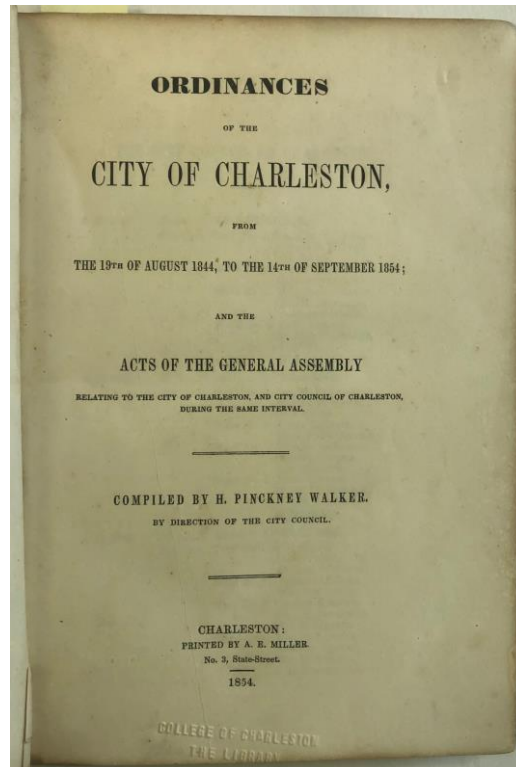 ORDINANCES
OF THE
CITY OF CHARLESTON,
FROM
THE 19TH OF AUGUST 1844, TO THE 14TH OF SEPTEMBER 1854;
AND THE
ACTS OF THE GENERAL ASSEMBLY
RELATING TO THE CITY OF CHARLESTON, AND CITY COUNCIL OF CHARLESTON,
DURING THE SAME INTERVAL.
COMPILED BY H. PINCKNEY WALKER.
BY DIRECTION OF THE CITY COUNCIL.
CHARLESTON:
PRINTED BY A. E. MILLER.
No. 3, State-Street.
1854.
COLLEGE OF CHARLESTON
THE LIBRARY